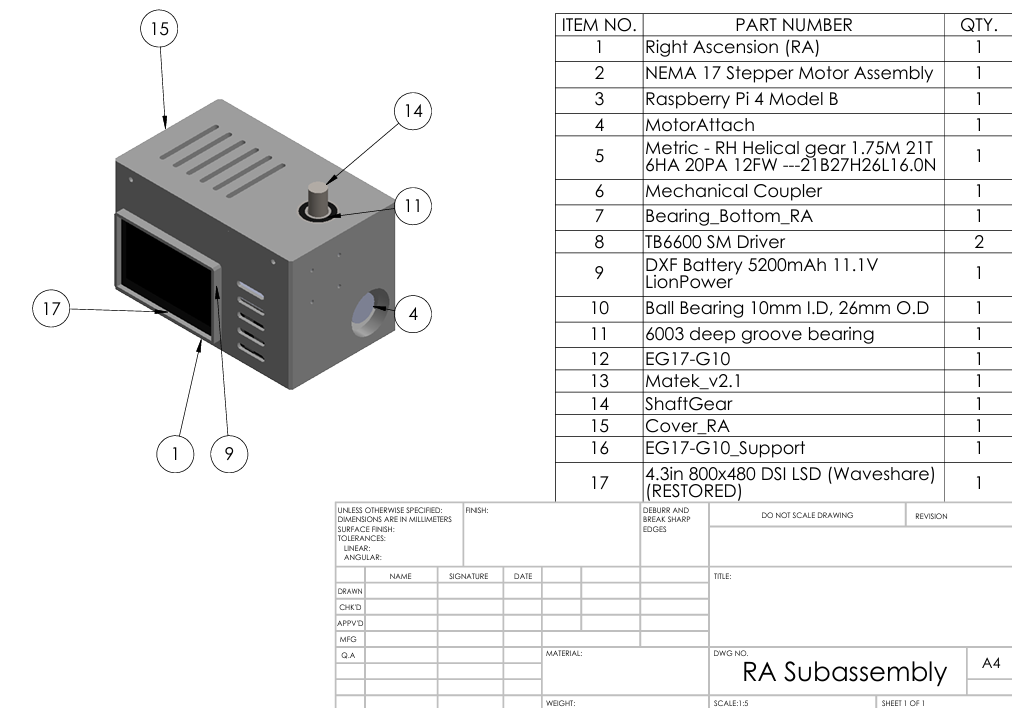 15
14
11
17
4
1
9
ITEM NO. PART NUMBER QTY.
1 Right Ascension (RA) 1
2 NEMA 17 Stepper Motor Assembly 1
3 Raspberry Pi 4 Model B 1
4 MotorAttach 1
5 Metric - RH Helical gear 1.75M 21T 1
6HA 20PA 12FW ---21B27H26L16.0N
6 Mechanical Coupler 1
7 Bearing_Bottom_RA 1
8 TB6600 SM Driver 2
9 DXF Battery 5200mAh 11.1V 1
LionPower
10 Ball Bearing 10mm I.D, 26mm O.D 1
11 6003 deep groove bearing 1
12 EG17-G10 1
13 Matek_v2.1 1
14 ShaftGear 1
15 Cover_RA 1
16 EG17-G10_Support 1
17 4.3in 800x480 DSI LSD (Waveshare) 1
(RESTORED)
UNLESS OTHERWISE SPECIFIED:
DIMENSIONS ARE IN MILLIMETERS
SURFACE FINISH:
TOLERANCES:
LINEAR:
ANGULAR:
FINISH:
DEBURR AND
BREAK SHARP
EDGES
DO NOT SCALE DRAWING
REVISION
NAME SIGNATURE DATE
TITLE:
DRAWN
CHK'D
APPV'D
MFG
Q.A
MATERIAL:
DWG NO.
RA Subassembly
A4
WEIGHT:
SCALE:1:5
SHEET 1 OF 1